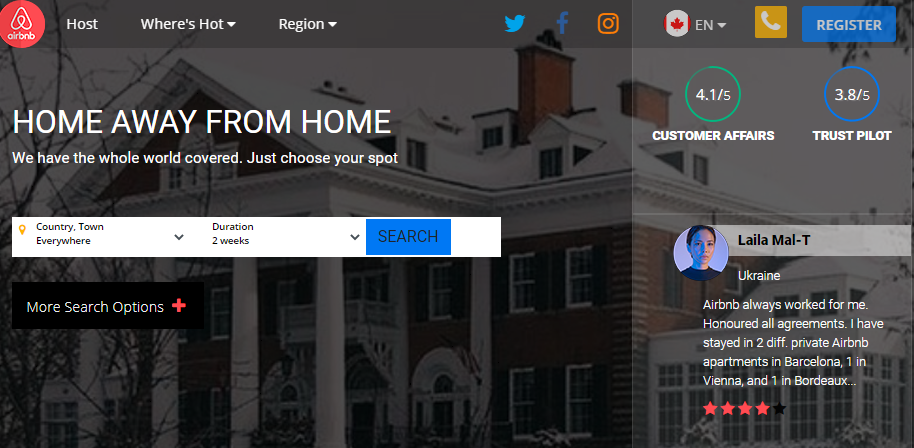 airbnb
Host
Where's Hot
Region
EN
REGISTER
HOME AWAY FROM HOME
We have the whole world covered. Just choose your spot
Country, Town
Everywhere
Duration
2 weeks
SEARCH
More Search Options
4.1/5
CUSTOMER AFFAIRS
3.8/5
TRUST PILOT
Laila Mal-T
Ukraine
Airbnb always worked for me.
Honoured all agreements. I have
stayed in 2 diff. private Airbnb
apartments in Barcelona, 1 in
Vienna, and 1 in Bordeaux...